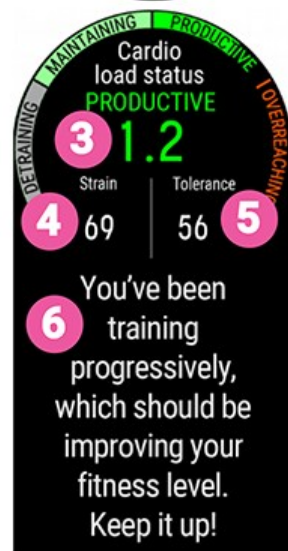 DETRAINING
MAINTAINING
PRODUCTIVE
OVERREACHING
Cardio
load status
PRODUCTIVE
3
1.2
Strain
Tolerance
4
69
56
5
6
You've been
training
progressively,
which should be
improving your
fitness level.
Keep it up!